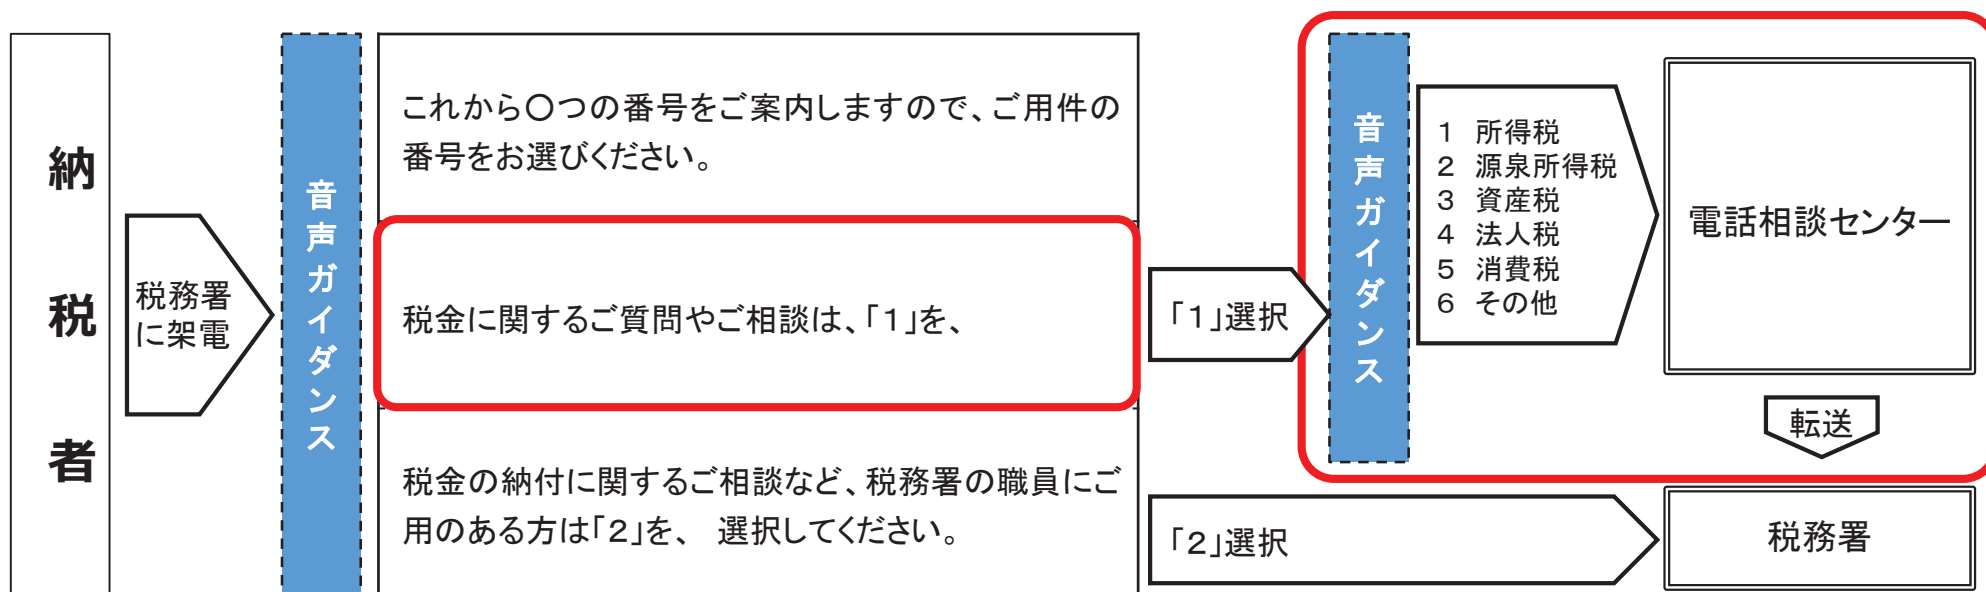 納税者
税務署
に架電
音声ガイダンス
これから〇つの番号をご案内しますので、ご用件の
番号をお選びください。
税金に関するご質問やご相談は、「1」を、
税金の納付に関するご相談など、税務署の職員にご
用のある方は「2」を、 選択してください。
「1」選択
音声ガイダンス
1 所得税
2 源泉所得税
3 資産税
4 法人税
5 消費税
6 その他
電話相談センター
転送
「2」選択
税務署